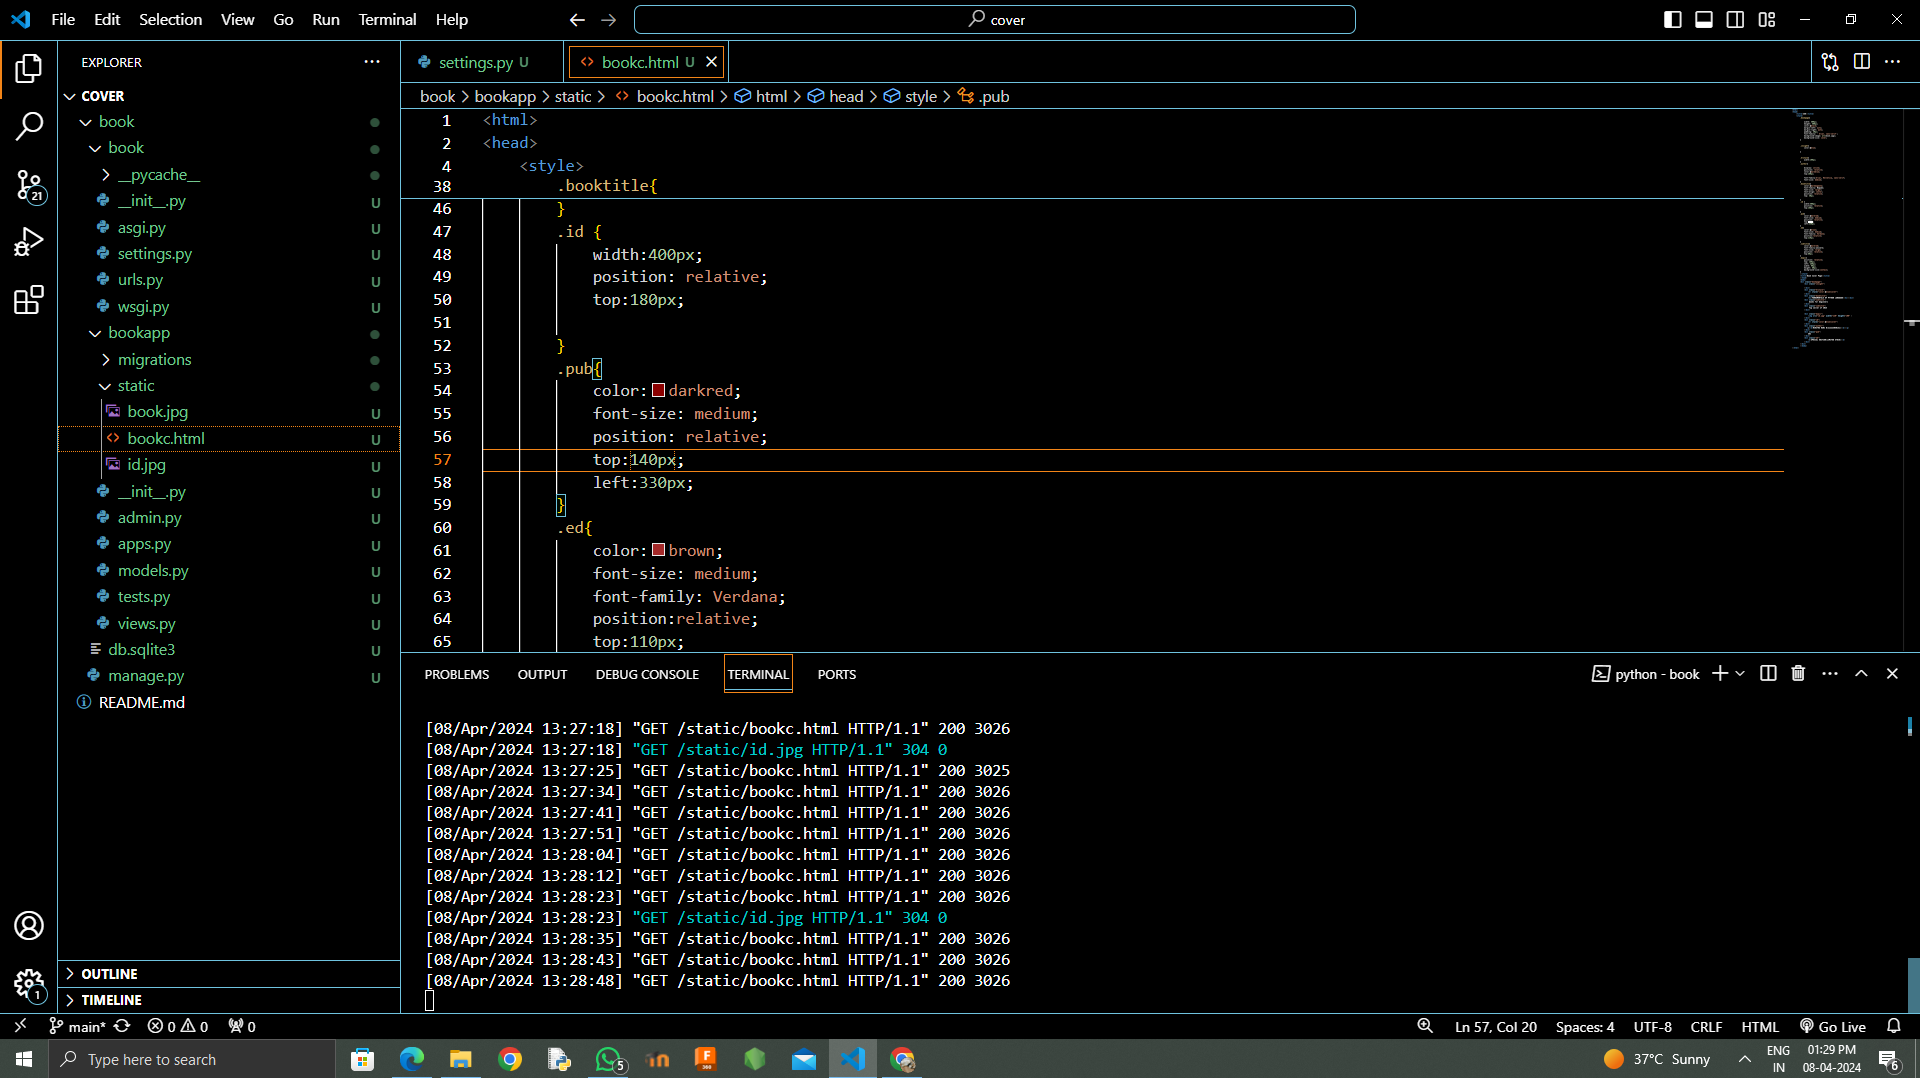 File Edit Selection View Go Run Terminal Help
cover
EXPLORER
COVER
book
book
__pycache__
__init__.py U
asgi.py U
settings.py U
urls.py U
wsgi.py U
bookapp
migrations
static
book.jpg U
bookc.html U
id.jpg U
__init__.py U
admin.py U
apps.py U
models.py U
tests.py U
views.py U
db.sqlite3 U
manage.py U
README.md
OUTLINE
TIMELINE
21
1
settings.py U
bookc.html U
book > bookapp > static > bookc.html > html > head > style > .pub
1 <html>
2 <head>
4 <style>
38 .booktitle{
46 }
47 .id {
48 width:400px;
49 position: relative;
50 top:180px;
51
52 }
53 .pub{
54 color: darkred;
55 font-size: medium;
56 position: relative;
57 top:140px;
58 left:330px;
59 }
60 .ed{
61 color: brown;
62 font-size: medium;
63 font-family: Verdana;
64 position:relative;
65 top:110px;
PROBLEMS OUTPUT DEBUG CONSOLE TERMINAL PORTS
python - book
[08/Apr/2024 13:27:18] "GET /static/bookc.html HTTP/1.1" 200 3026
[08/Apr/2024 13:27:18] "GET /static/id.jpg HTTP/1.1" 304 0
[08/Apr/2024 13:27:25] "GET /static/bookc.html HTTP/1.1" 200 3025
[08/Apr/2024 13:27:34] "GET /static/bookc.html HTTP/1.1" 200 3026
[08/Apr/2024 13:27:41] "GET /static/bookc.html HTTP/1.1" 200 3026
[08/Apr/2024 13:27:51] "GET /static/bookc.html HTTP/1.1" 200 3026
[08/Apr/2024 13:28:04] "GET /static/bookc.html HTTP/1.1" 200 3026
[08/Apr/2024 13:28:12] "GET /static/bookc.html HTTP/1.1" 200 3026
[08/Apr/2024 13:28:23] "GET /static/bookc.html HTTP/1.1" 200 3026
[08/Apr/2024 13:28:23] "GET /static/id.jpg HTTP/1.1" 304 0
[08/Apr/2024 13:28:35] "GET /static/bookc.html HTTP/1.1" 200 3026
[08/Apr/2024 13:28:43] "GET /static/bookc.html HTTP/1.1" 200 3026
[08/Apr/2024 13:28:48] "GET /static/bookc.html HTTP/1.1" 200 3026
main* 0 0 0 Ln 57, Col 20 Spaces: 4 UTF-8 CRLF HTML Go Live
Type here to search
5
F
360
37°C Sunny
ENG
IN
01:29 PM
08-04-2024
6